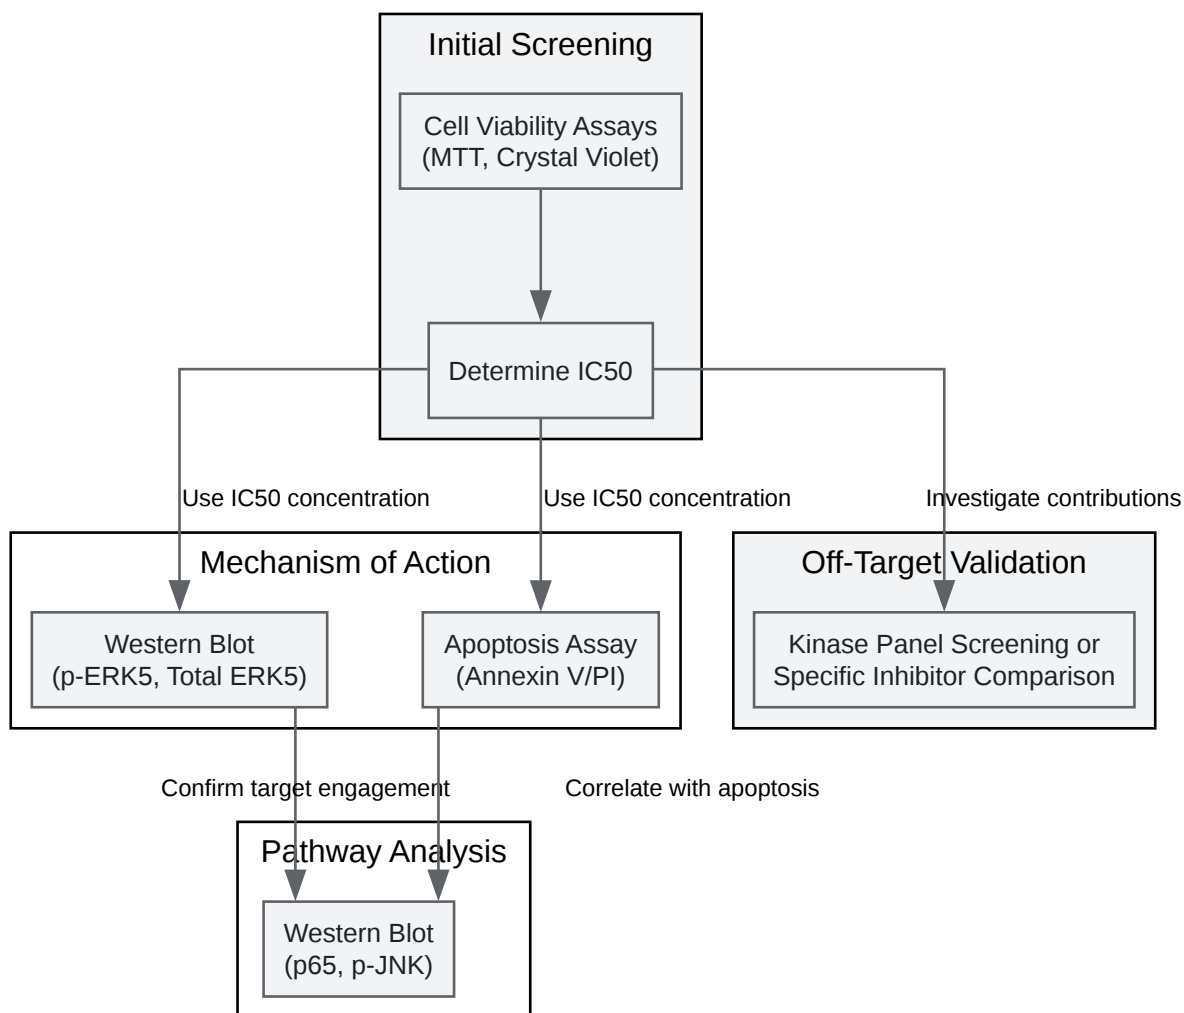 Initial Screening
Cell Viability Assays
(MTT, Crystal Violet)
Determine IC50
Use IC50 concentration
Use IC50 concentration
Investigate contributions
Mechanism of Action
Off-Target Validation
Western Blot
(p-ERK5, Total ERK5)
Apoptosis Assay
(Annexin V/PI)
Kinase Panel Screening or
Specific Inhibitor Comparison
Confirm target engagement
Correlate with apoptosis
Pathway Analysis
Western Blot
(p65, p-JNK)